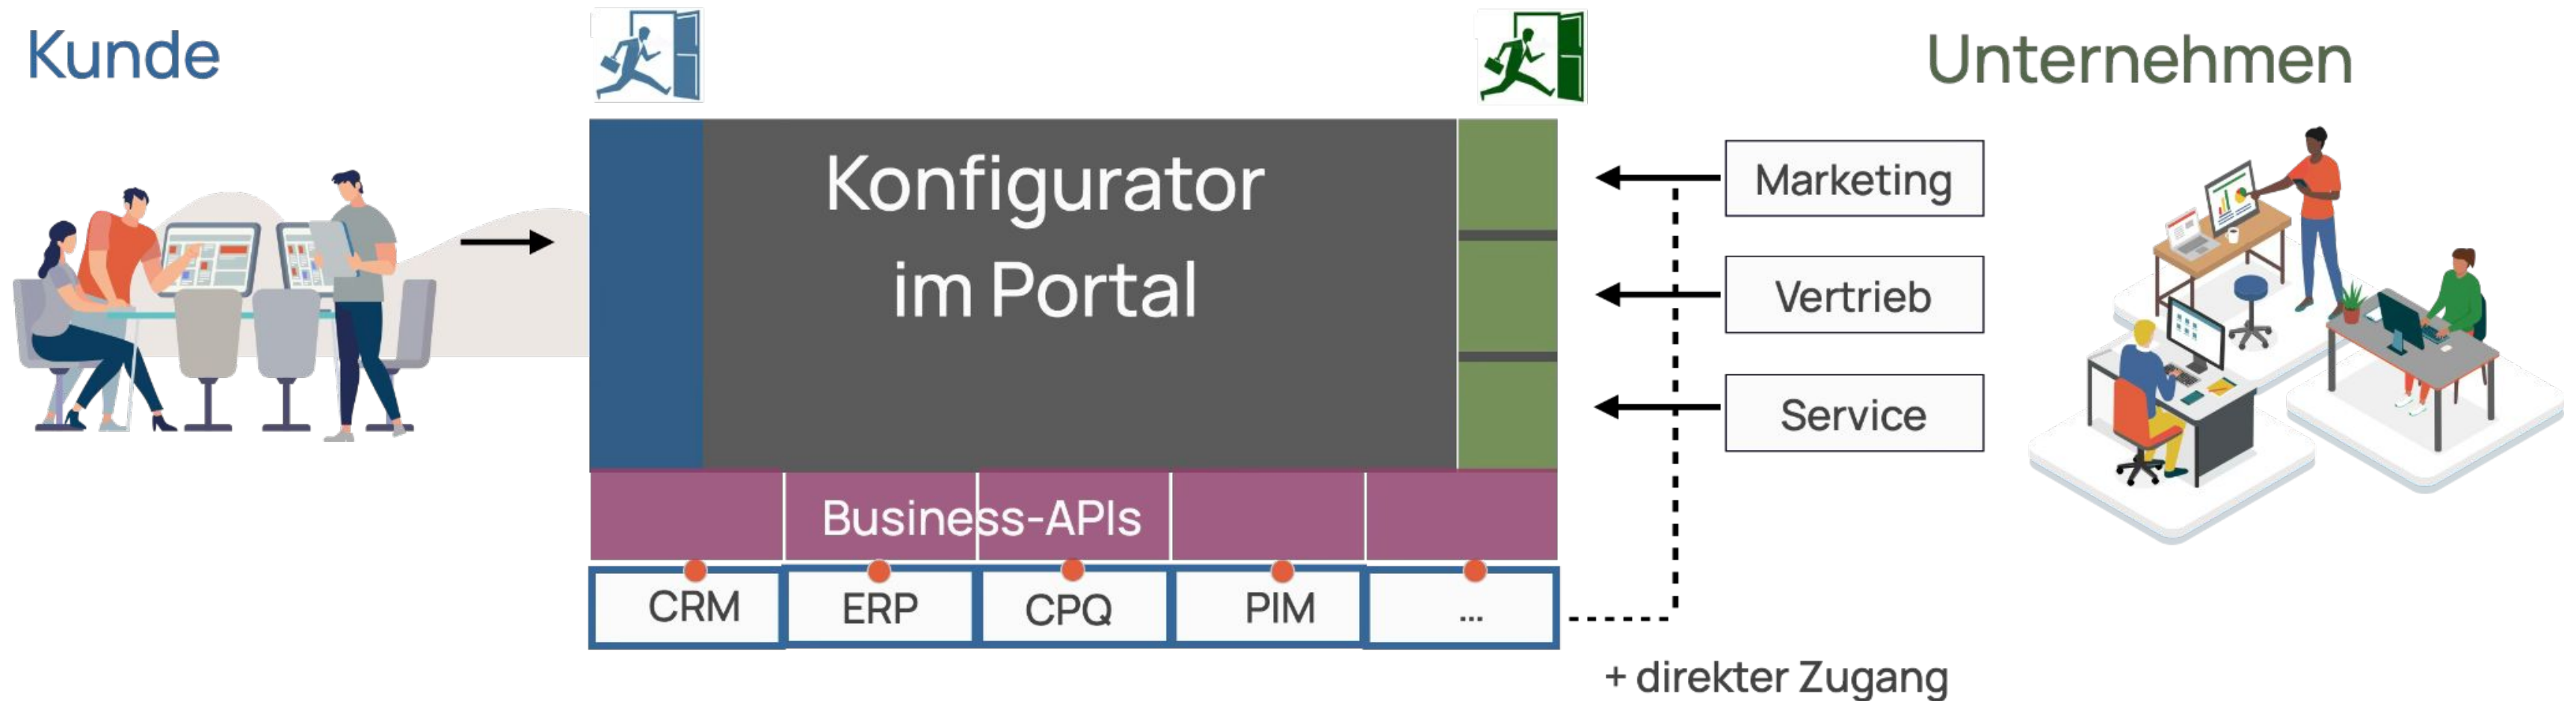 Kunde
Unternehmen
Konfigurator
im Portal
Marketing
Vertrieb
Service
Business-APIs
CRM
ERP
CPQ
PIM
...
+ direkter Zugang